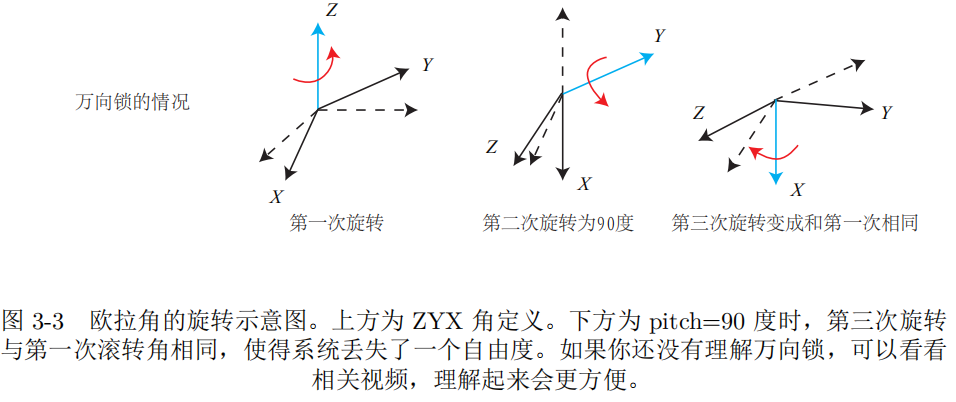 Z
Y
X
万向锁的情况
第一次旋转
Y
Z
X
第二次旋转为90度
Z
Y
X
第三次旋转变成和第一次相同
图 3-3 欧拉角的旋转示意图。上方为 ZYX 角定义。下方为 pitch=90 度时，第三次旋转
与第一次滚转角相同，使得系统丢失了一个自由度。如果你还没有理解万向锁，可以看看
相关视频，理解起来会更方便。